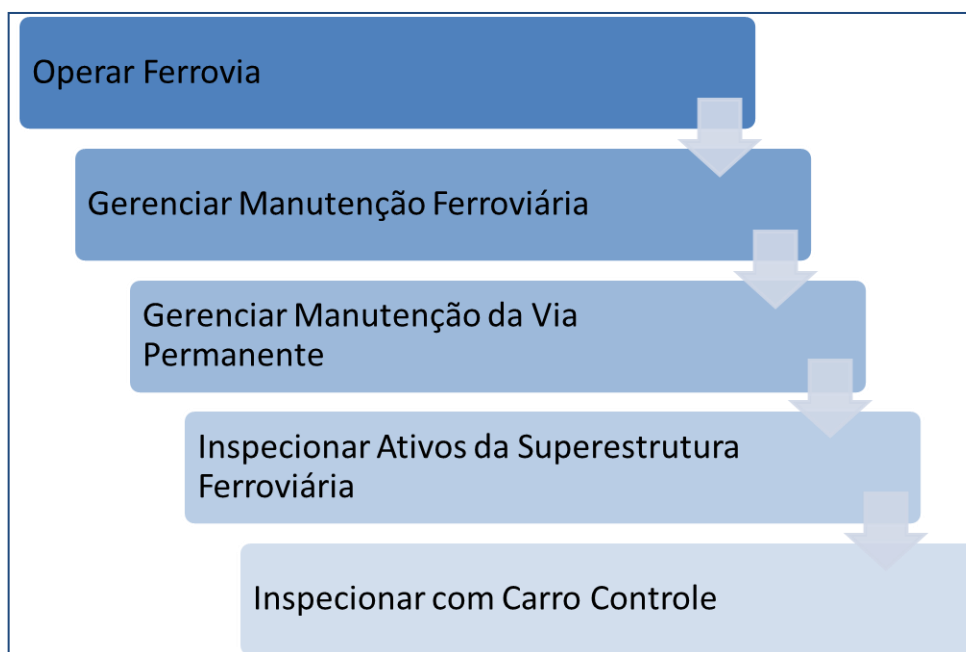 Operar Ferrovia
Gerenciar Manutenção Ferroviária
Gerenciar Manutenção da Via
Permanente
Inspecionar Ativos da Superestrutura
Ferroviária
Inspecionar com Carro Controle